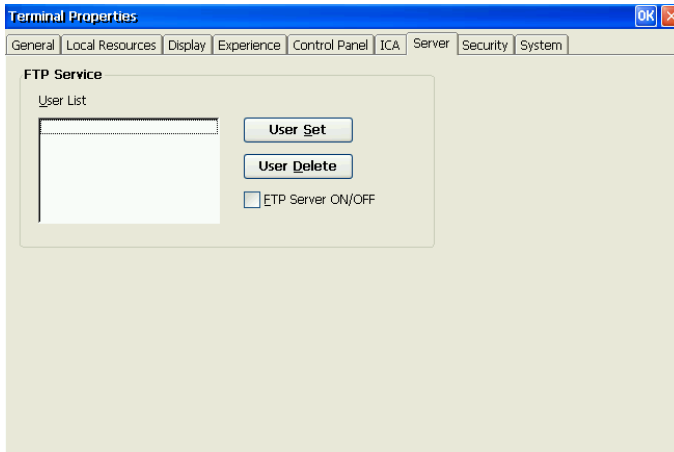 Terminal Properties OK
General Local Resources Display Experience Control Panel ICA Server Security System
FTP Service
User List
User Set
User Delete
FTP Server ON/OFF